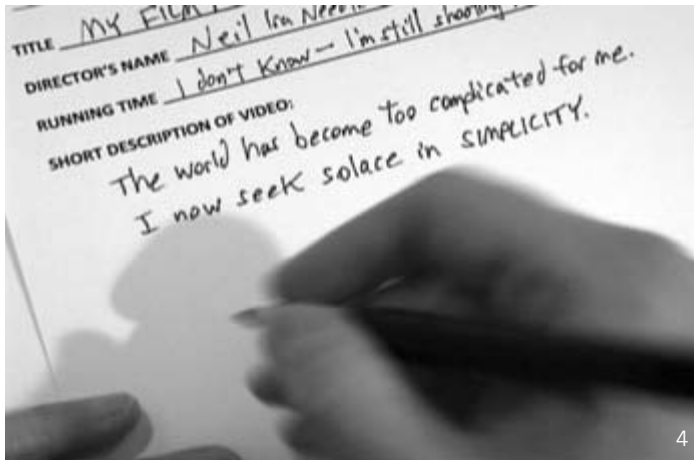 TITLE MY FILM
DIRECTOR'S NAME Neil Ira
RUNNING TIME I don't know - I'm still shooting
SHORT DESCRIPTION OF VIDEO:
The world has become too complicated for me.
I now seek solace in SIMPLICITY.
4